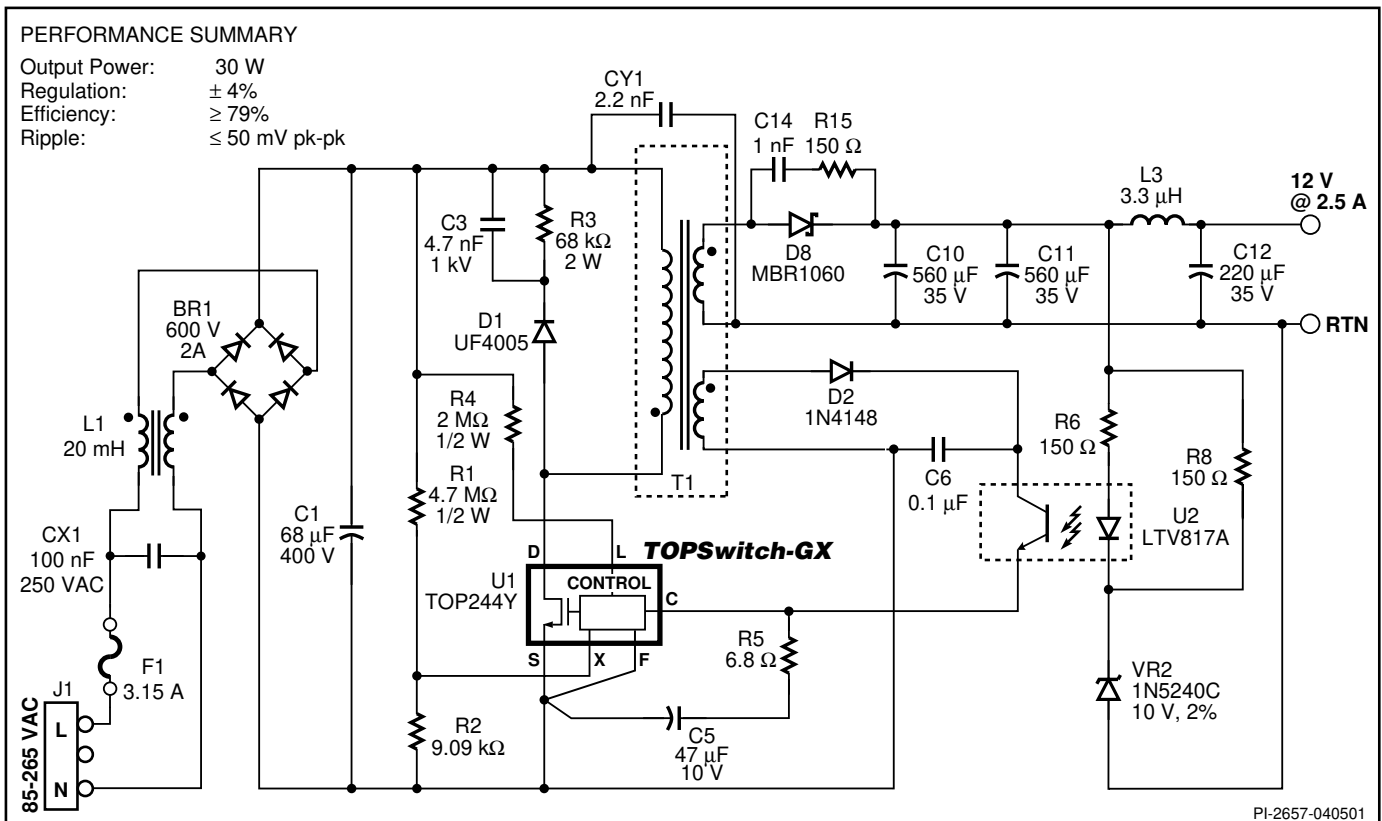 PERFORMANCE SUMMARY
Output Power: 30 W
Regulation: ± 4%
Efficiency: ≥ 79%
Ripple: ≤ 50 mV pk-pk
CY1
2.2 nF
C14
1 nF
R15
150 Ω
L3
3.3 µH
12 V
@ 2.5 A
C3
4.7 nF
1 kV
R3
68 kΩ
2 W
D8
MBR1060
C10
560 µF
35 V
C11
560 µF
35 V
C12
220 µF
35 V
RTN
BR1
600 V
2A
D1
UF4005
D2
1N4148
L1
20 mH
R4
2 MΩ
1/2 W
R1
4.7 MΩ
1/2 W
T1
C6
0.1 µF
R6
150 Ω
R8
150 Ω
U2
LTV817A
CX1
100 nF
250 VAC
C1
68 µF
400 V
D
L
TOPSwitch-GX
U1
TOP244Y
CONTROL
C
S
X
F
R5
6.8 Ω
VR2
1N5240C
10 V, 2%
F1
3.15 A
J1
L
N
85-265 VAC
R2
9.09 kΩ
C5
47 µF
10 V
PI-2657-040501